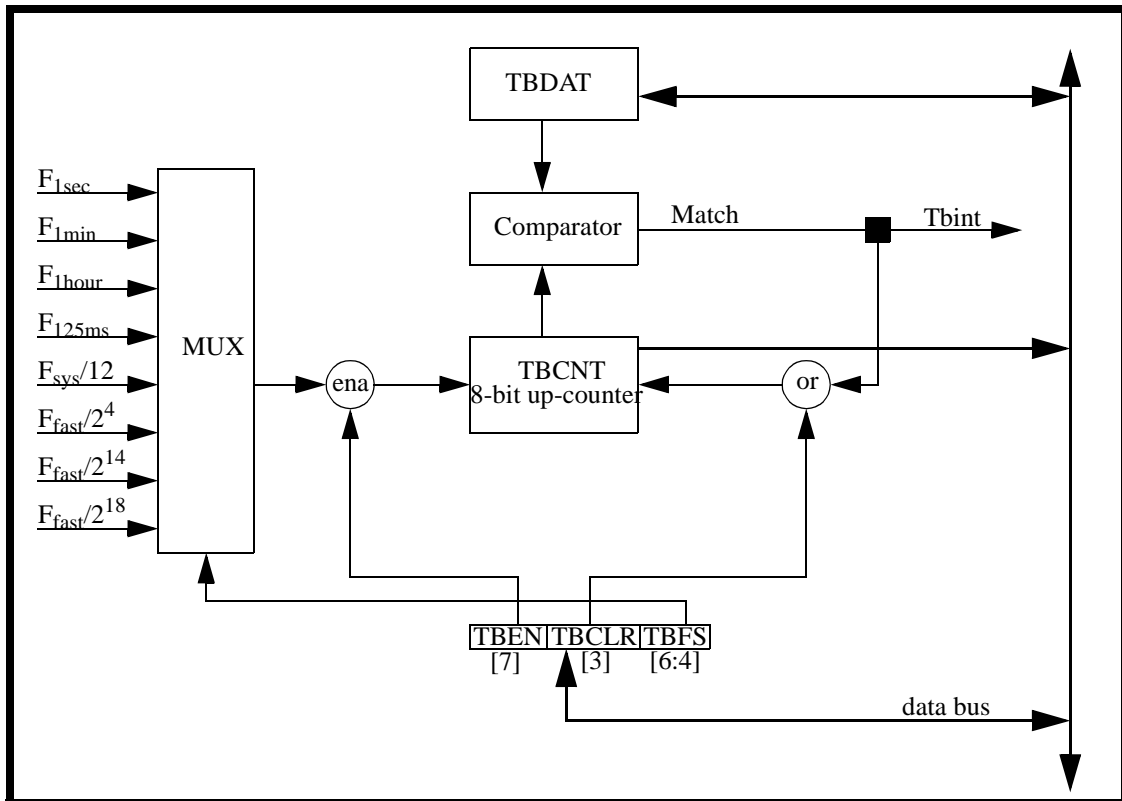 TBDAT
F1sec
Comparator
Match
Tbint
F1min
F1hour
F125ms
MUX
TBCNT
8-bit up-counter
Fsys/12
ena
or
Ffast/2^4
Ffast/2^14
Ffast/2^18
TBEN TBCLR TBFS
[7] [3] [6:4]
data bus